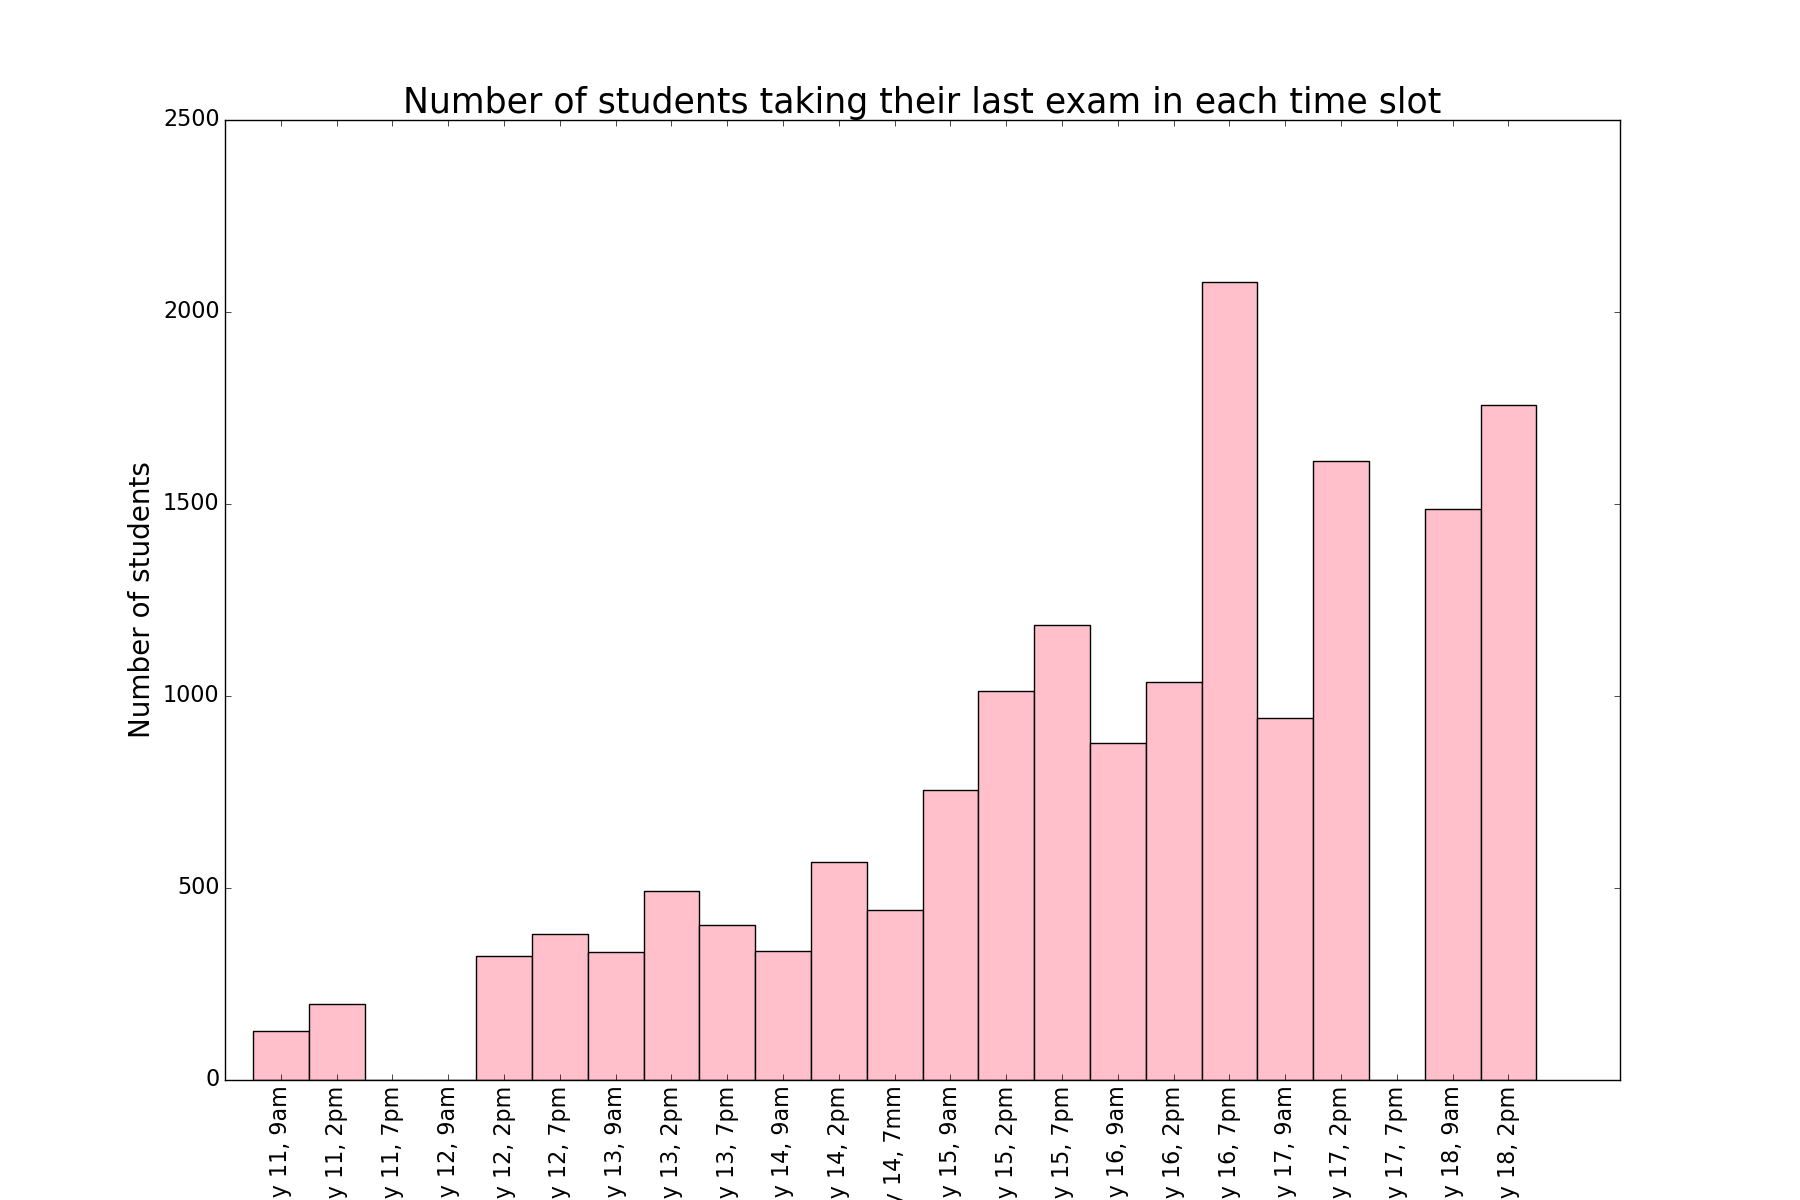 Number of students taking their last exam in each time slot
Number of students
2500
2000
1500
1000
500
0
y 11, 9am
y 11, 2pm
y 11, 7pm
y 12, 9am
y 12, 2pm
y 12, 7pm
y 13, 9am
y 13, 2pm
y 13, 7pm
y 14, 9am
y 14, 2pm
y 14, 7mm
y 15, 9am
y 15, 2pm
y 15, 7pm
y 16, 9am
y 16, 2pm
y 16, 7pm
y 17, 9am
y 17, 2pm
y 17, 7pm
y 18, 9am
y 18, 2pm